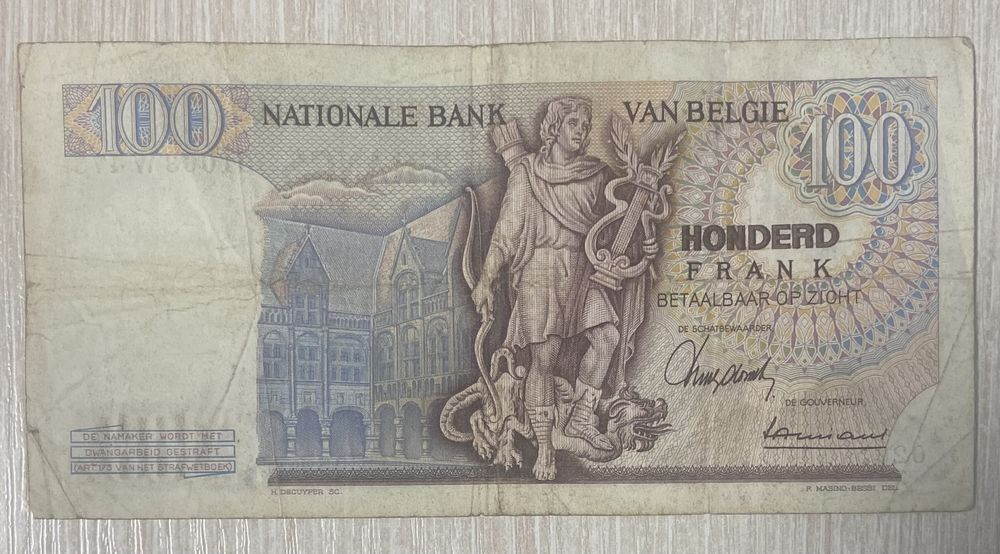 100
NATIONALE BANK VAN BELGIE
100
HONDERD
FRANK
BETAALBAAR OP ZICHT
DE SCHATBEWAARDER,
DE GOUVERNEUR,
DE NAMAKER WORDT MET
DWANGARBEID GESTRAFT
(ART 173 VAN HET STRAFWETBOEK)
H. DECUYPER SC.
P. MASINO-BESSI DEL.